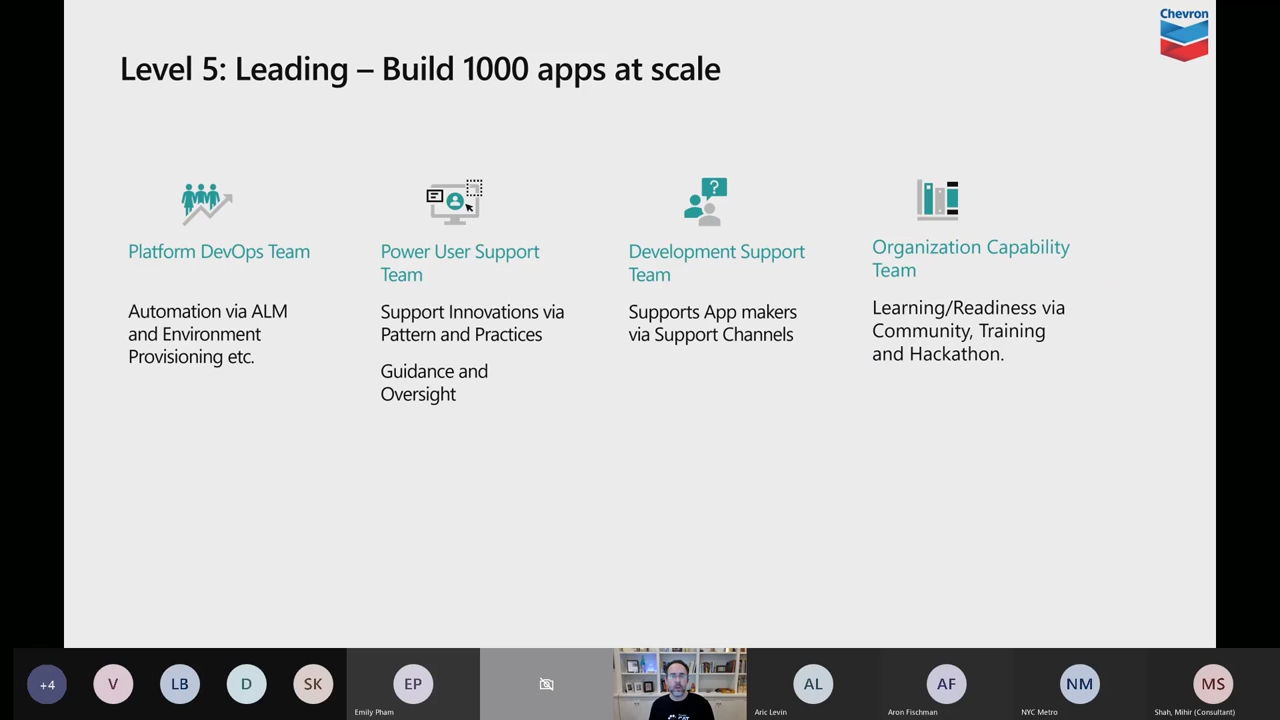 Chevron
Level 5: Leading – Build 1000 apps at scale
?
Platform DevOps Team
Automation via ALM
and Environment
Provisioning etc.
Power User Support
Team
Support Innovations via
Pattern and Practices
Guidance and
Oversight
Development Support
Team
Supports App makers
via Support Channels
Organization Capability
Team
Learning/Readiness via
Community, Training
and Hackathon.
+4
V
LB
D
SK
EP
Emily Pham
AL
Aric Levin
AF
Aron Fischman
NM
NYC Metro
MS
Shah, Mihir (Consultant)